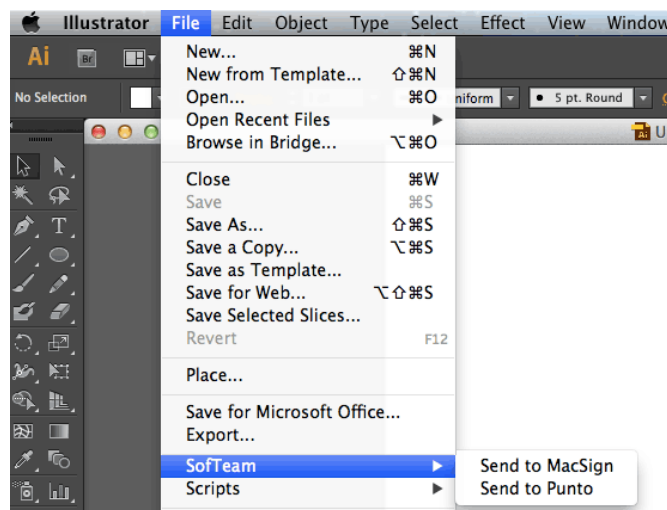 Illustrator File Edit Object Type Select Effect View Window
Ai Br
No Selection
niform 5 pt. Round
New... ⌘N
New from Template... ⇧⌘N
Open... ⌘O
Open Recent Files ▶
Browse in Bridge... ⌥⌘O
Close ⌘W
Save ⌘S
Save As... ⇧⌘S
Save a Copy... ⌥⌘S
Save as Template...
Save for Web... ⌥⇧⌘S
Save Selected Slices...
Revert F12
Place...
Save for Microsoft Office...
Export...
SofTeam ▶
Send to MacSign
Scripts ▶
Send to Punto